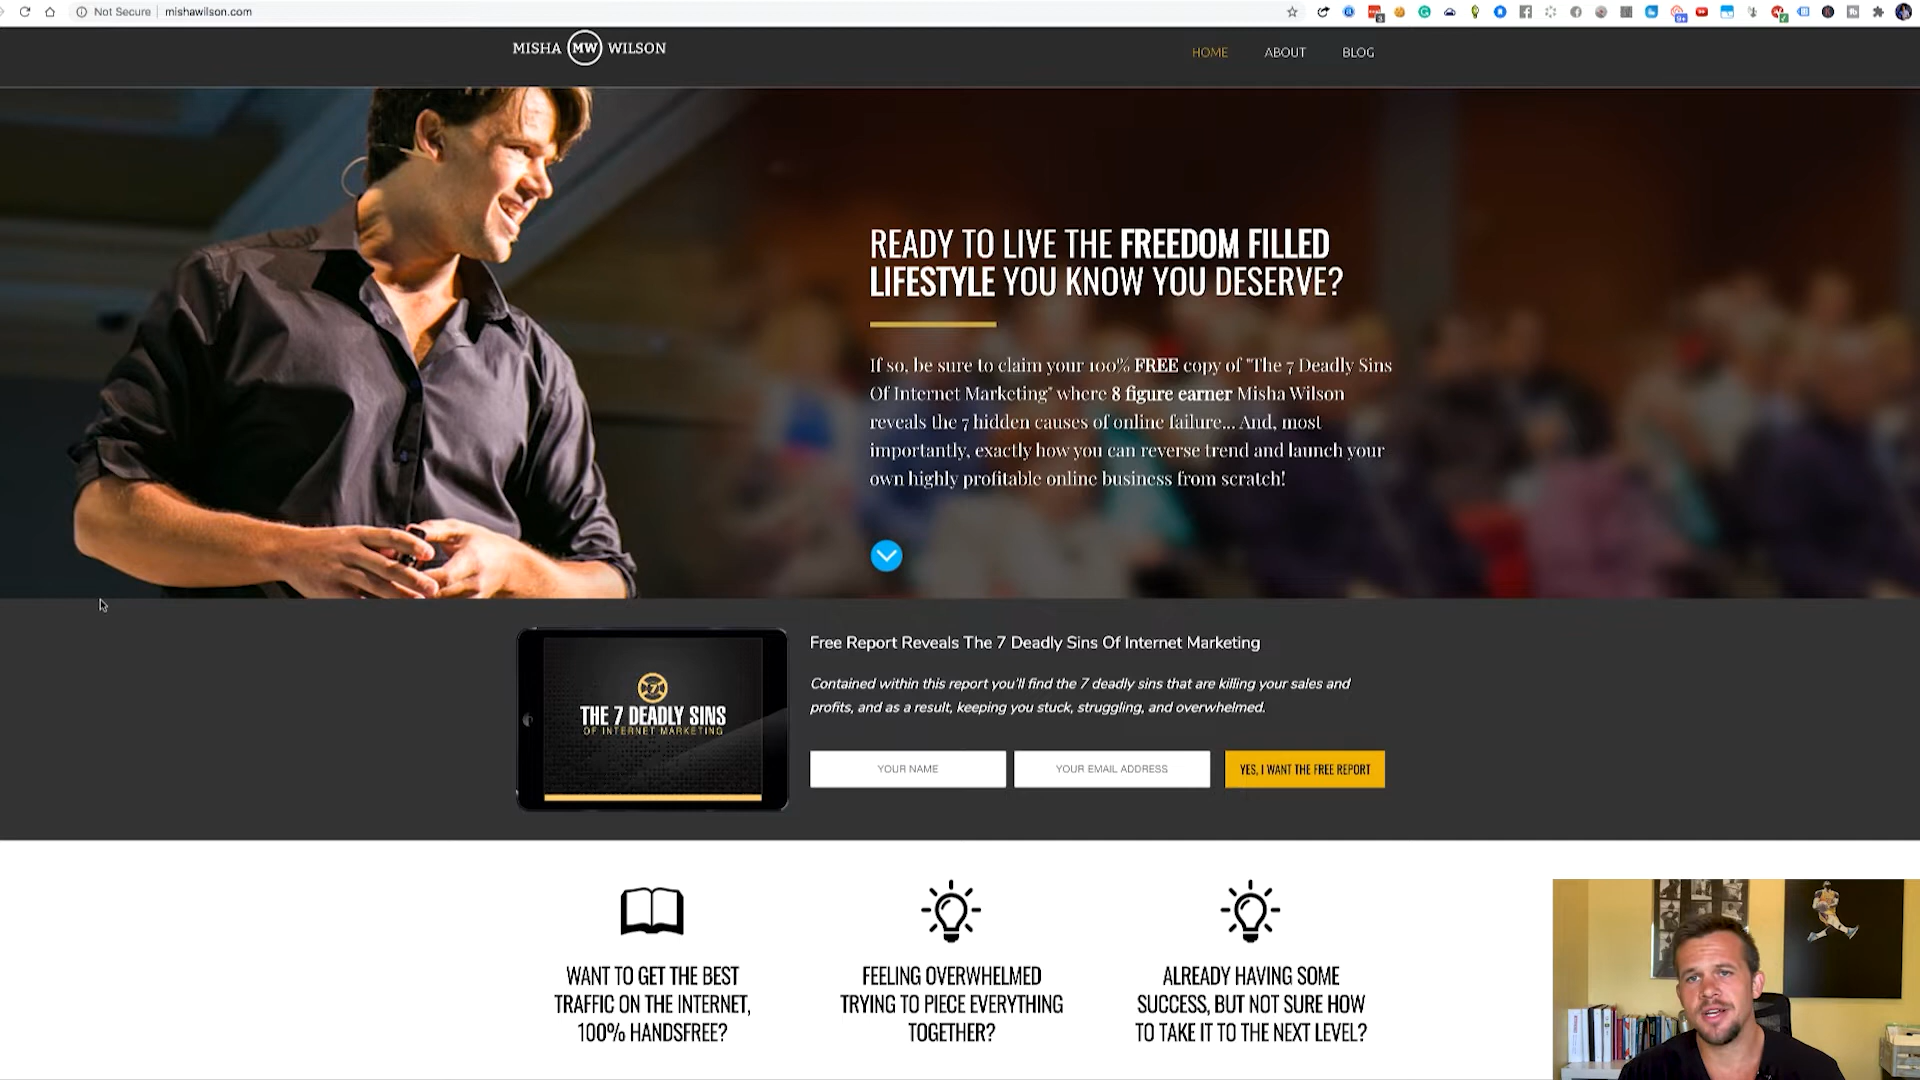 Not Secure
mishawilson.com
MISHA MW WILSON
HOME
ABOUT
BLOG
READY TO LIVE THE FREEDOM FILLED
LIFESTYLE YOU KNOW YOU DESERVE?
If so, be sure to claim your 100% FREE copy of "The 7 Deadly Sins
Of Internet Marketing" where 8 figure earner Misha Wilson
reveals the 7 hidden causes of online failure... And, most
importantly, exactly how you can reverse trend and launch your
own highly profitable online business from scratch!
7
THE 7 DEADLY SINS
OF INTERNET MARKETING
Free Report Reveals The 7 Deadly Sins Of Internet Marketing
Contained within this report you'll find the 7 deadly sins that are killing your sales and
profits, and as a result, keeping you stuck, struggling, and overwhelmed.
YOUR NAME
YOUR EMAIL ADDRESS
YES, I WANT THE FREE REPORT
WANT TO GET THE BEST
TRAFFIC ON THE INTERNET,
100% HANDSFREE?
FEELING OVERWHELMED
TRYING TO PIECE EVERYTHING
TOGETHER?
ALREADY HAVING SOME
SUCCESS, BUT NOT SURE HOW
TO TAKE IT TO THE NEXT LEVEL?